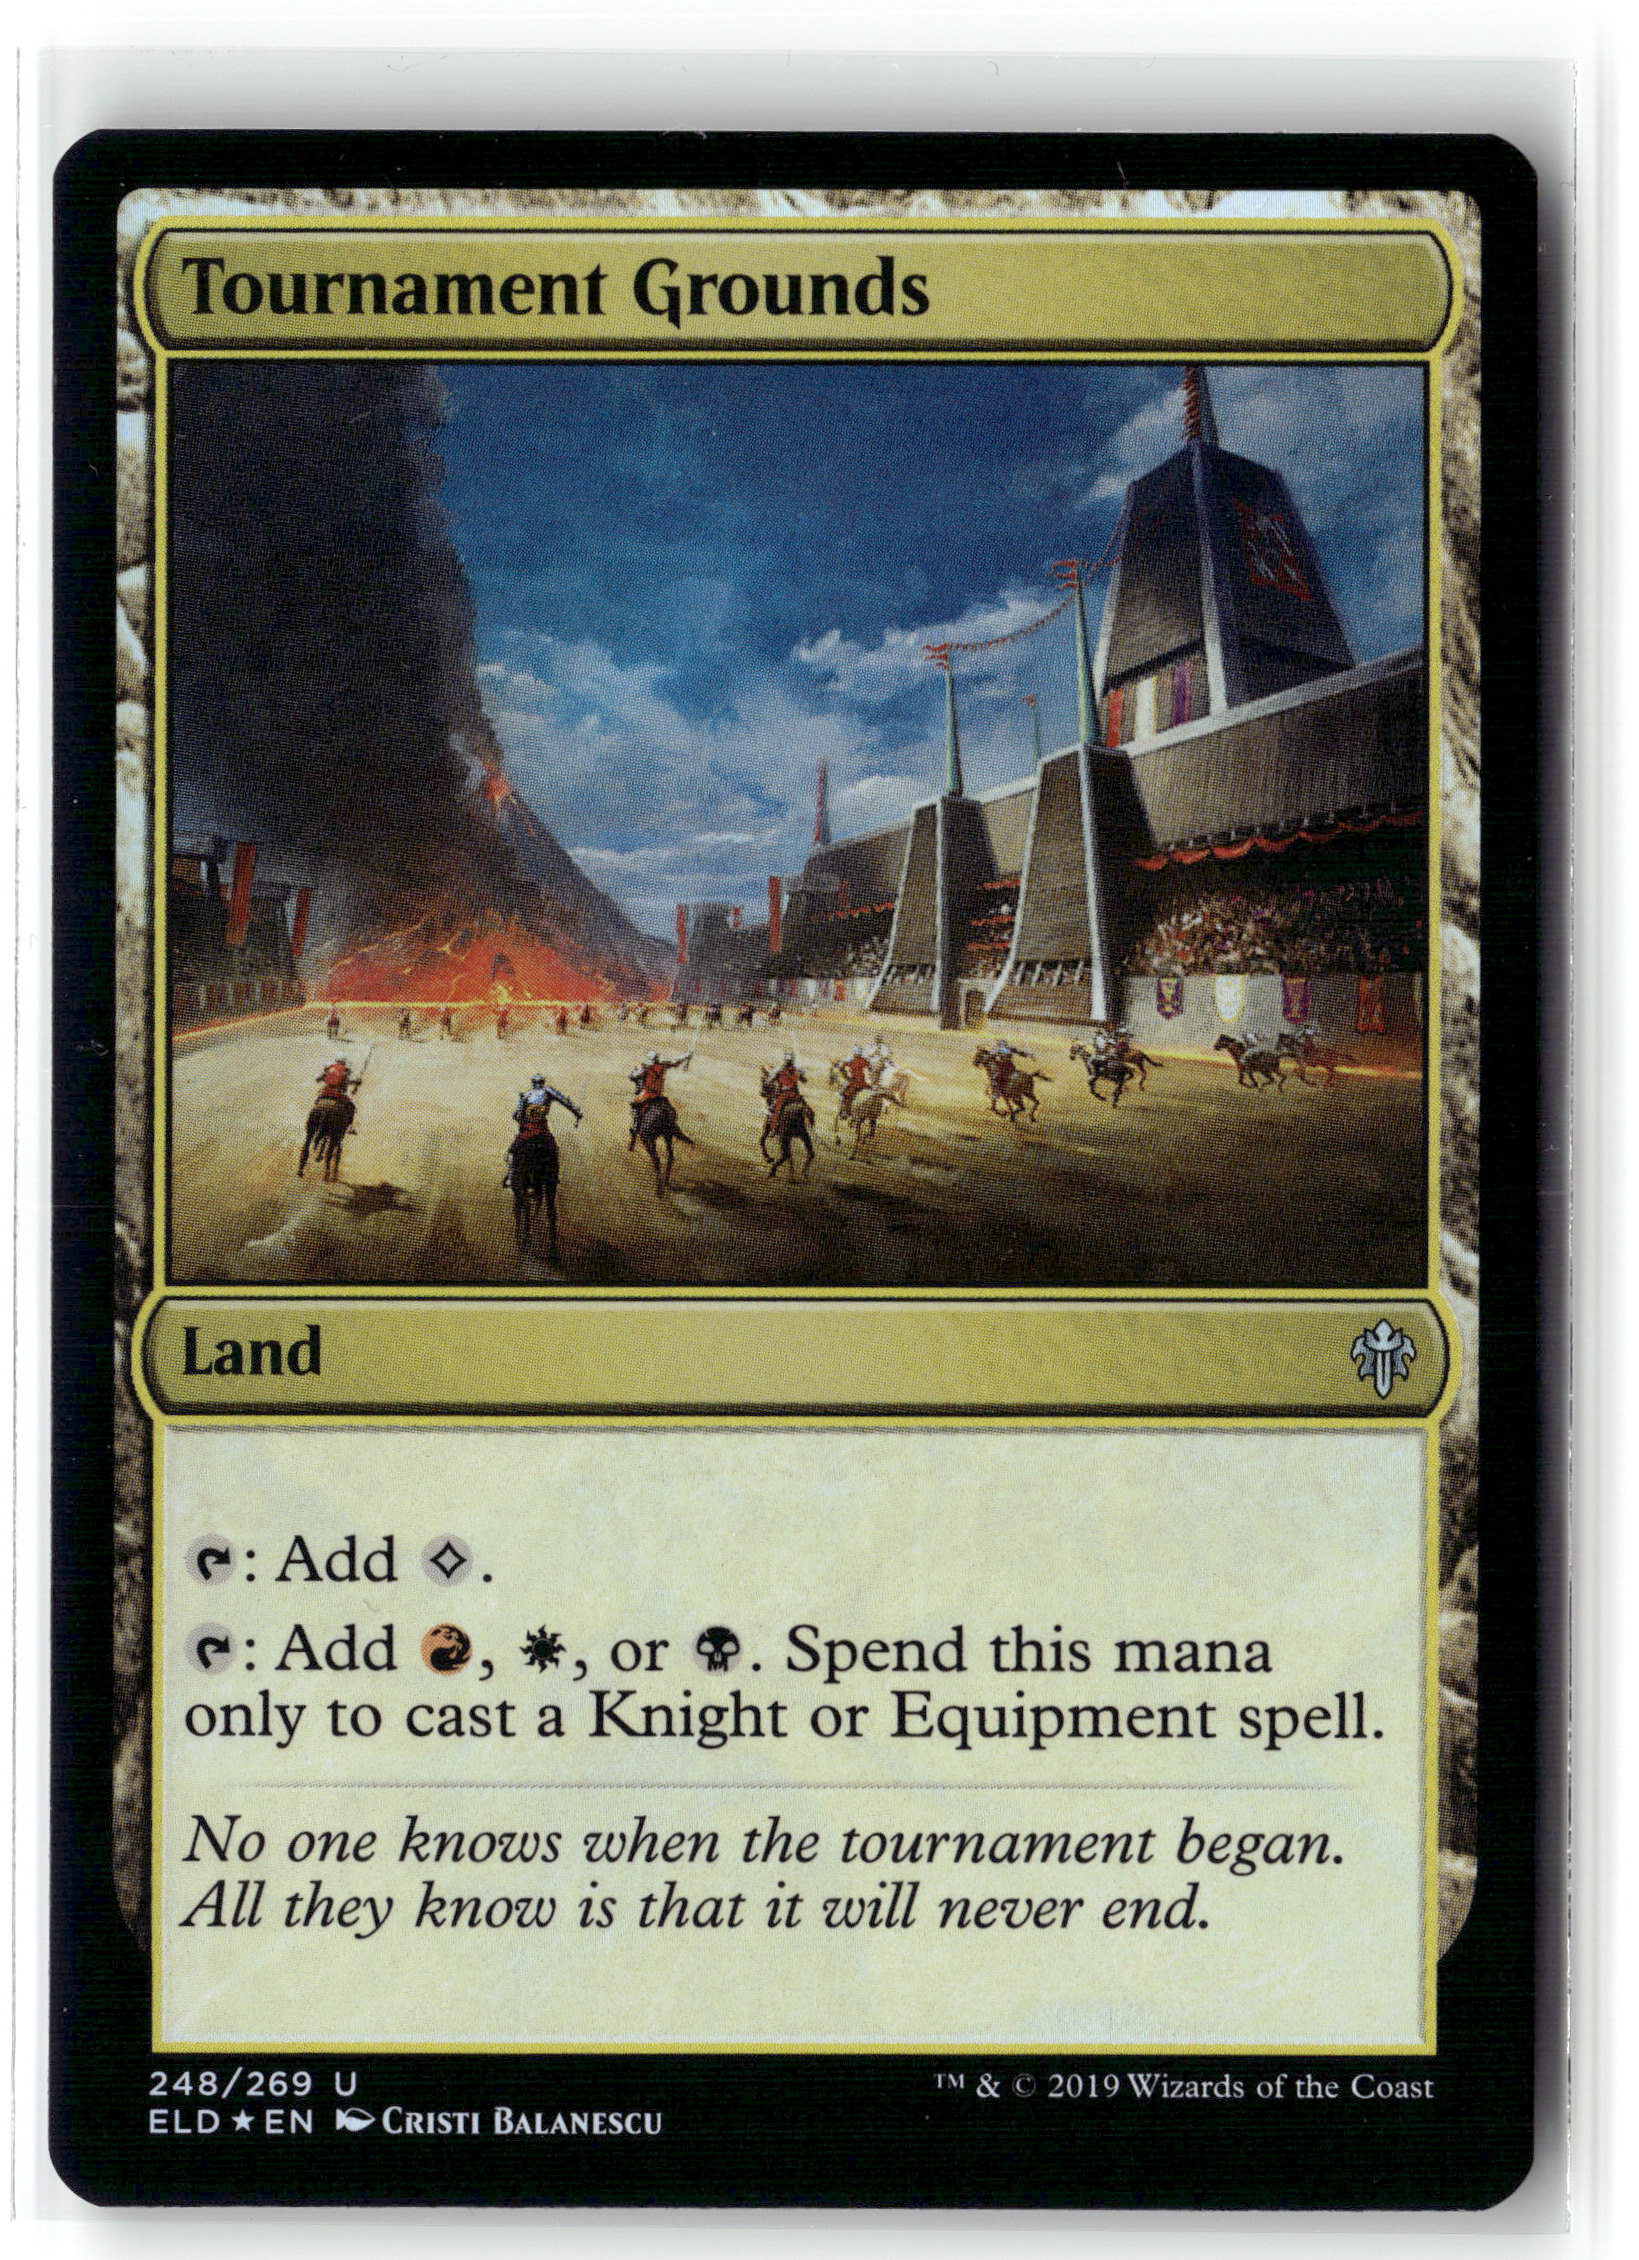 Tournament Grounds
Land
: Add .
: Add , , or . Spend this mana
only to cast a Knight or Equipment spell.
No one knows when the tournament began.
All they know is that it will never end.
248/269 U
™ & © 2019 Wizards of the Coast
ELD★EN CRISTI BALANESCU